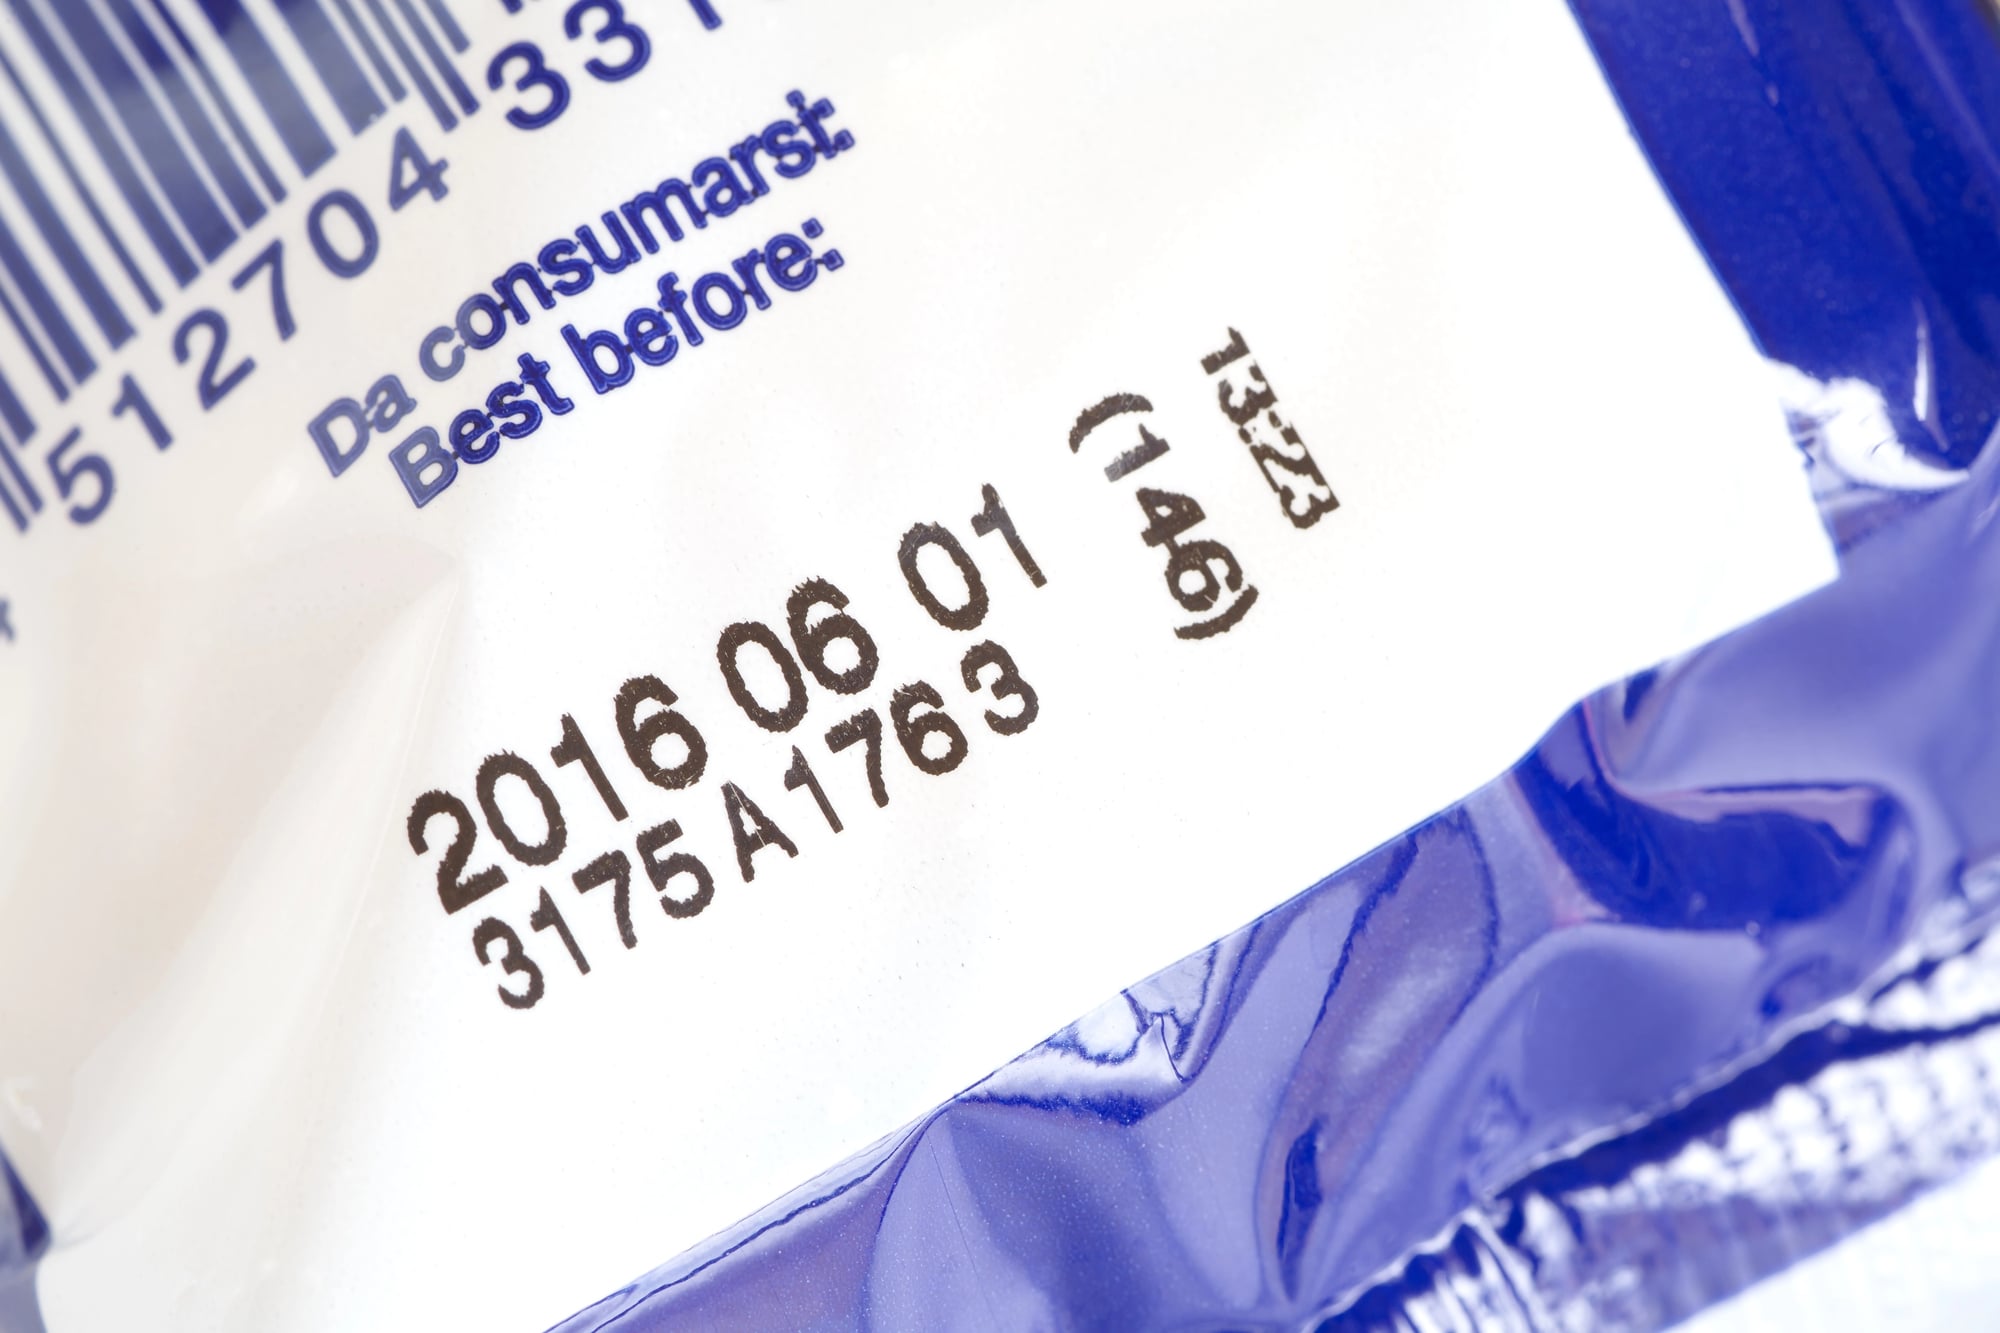 512704 331
Da consumarsi:
Best before:
2016 06 01
3175A1763
(146)
13:23